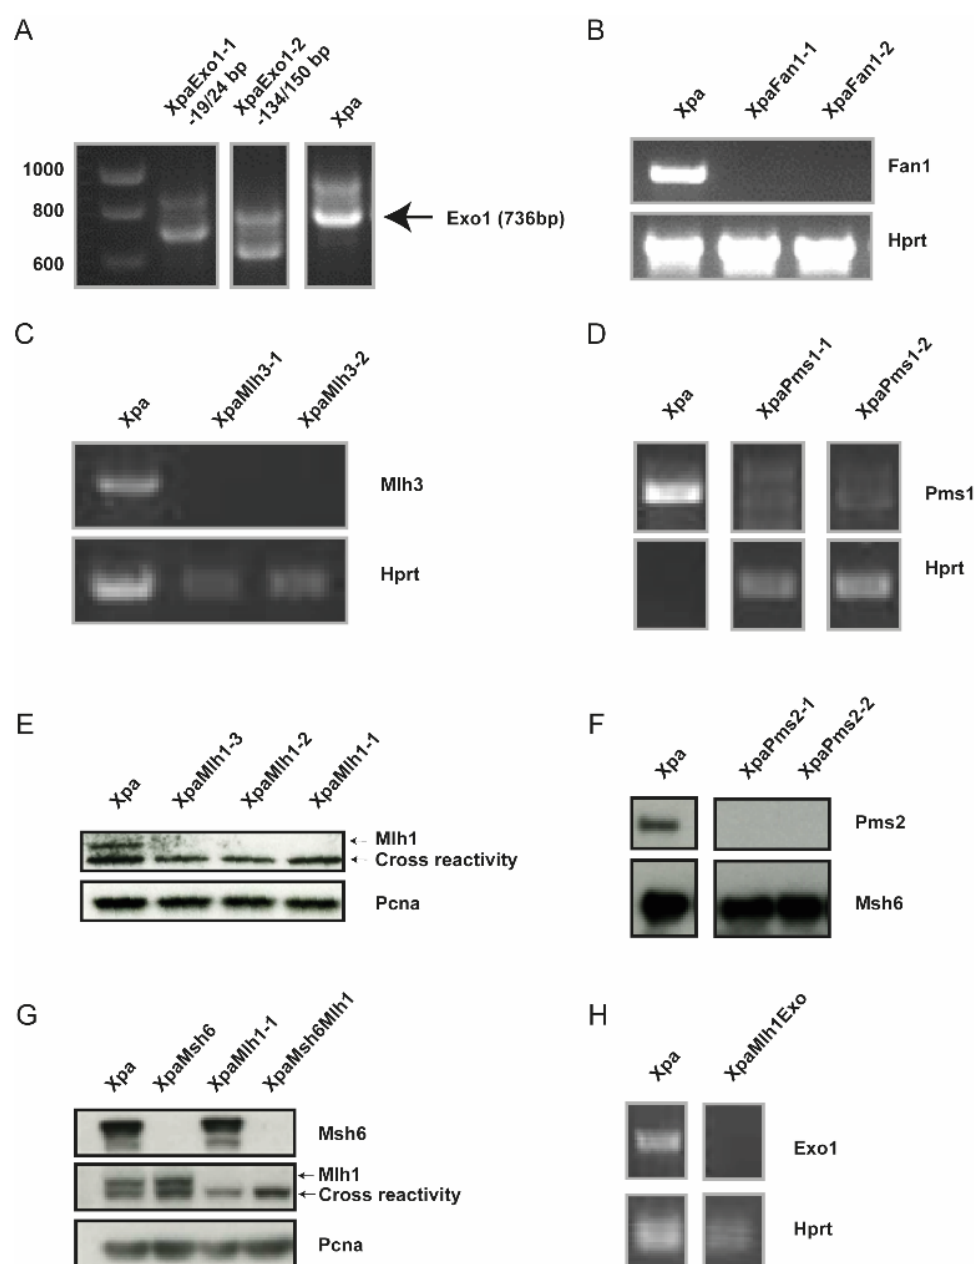 A
XpaExo1-1
-19/24 bp
XpaExo1-2
-134/150 bp
Xpa
1000
800
600
Exo1 (736bp)
B
Xpa
XpaFan1-1
XpaFan1-2
Fan1
Hprt
C
Xpa
XpaMlh3-1
XpaMlh3-2
Mlh3
Hprt
D
Xpa
XpaPms1-1
XpaPms1-2
Pms1
Hprt
E
Xpa
XpaMlh1-3
XpaMlh1-2
XpaMlh1-1
Mlh1
Cross reactivity
Pcna
F
Xpa
XpaPms2-1
XpaPms2-2
Pms2
Msh6
G
Xpa
XpaMsh6
XpaMlh1-1
XpaMsh6Mlh1
Msh6
Mlh1
Cross reactivity
Pcna
H
Xpa
XpaMlh1Exo
Exo1
Hprt